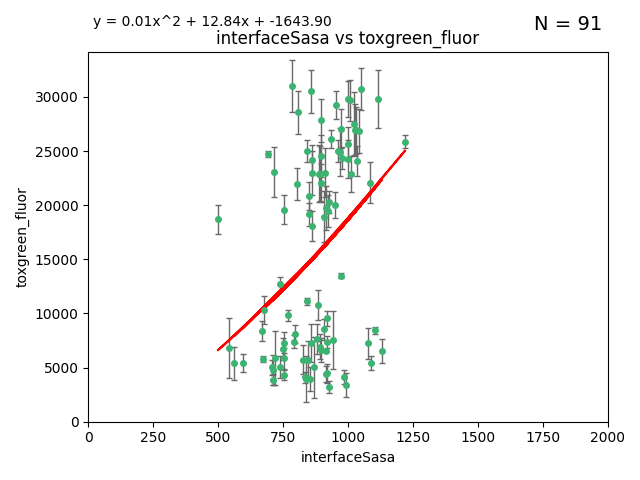 y = 0.01x^2 + 12.84x + -1643.90
N = 91
interfaceSasa vs toxgreen_fluor
30000
25000
20000
15000
10000
5000
0
toxgreen_fluor
0 250 500 750 1000 1250 1500 1750 2000
interfaceSasa